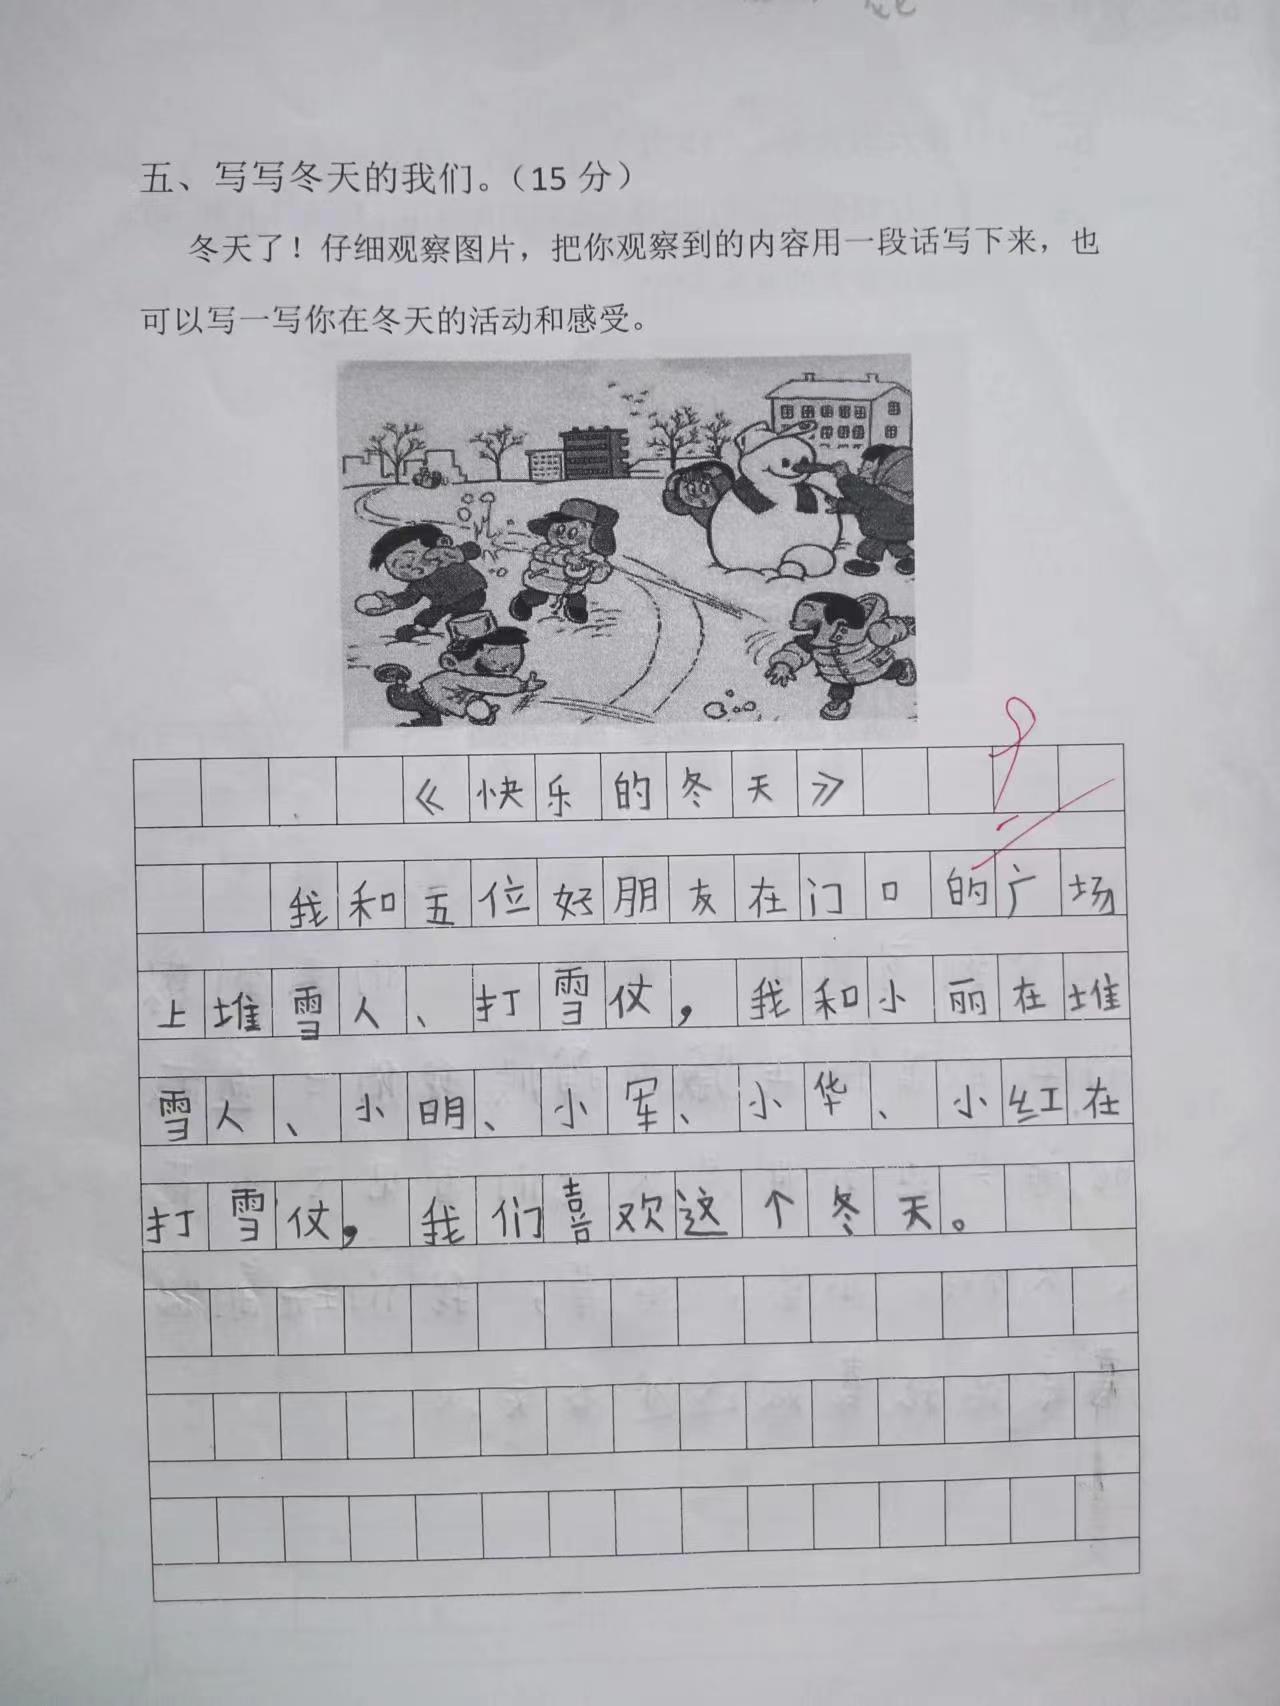 五、写写冬天的我们。（15 分）
冬天了！仔细观察图片，把你观察到的内容用一段话写下来，也
可以写一写你在冬天的活动和感受。
《快乐的冬天》
我和五位好朋友在门口的广场
上堆雪人、打雪仗，我和小丽在堆
雪人、小明、小军、小华、小红在
打雪仗，我们喜欢这个冬天。